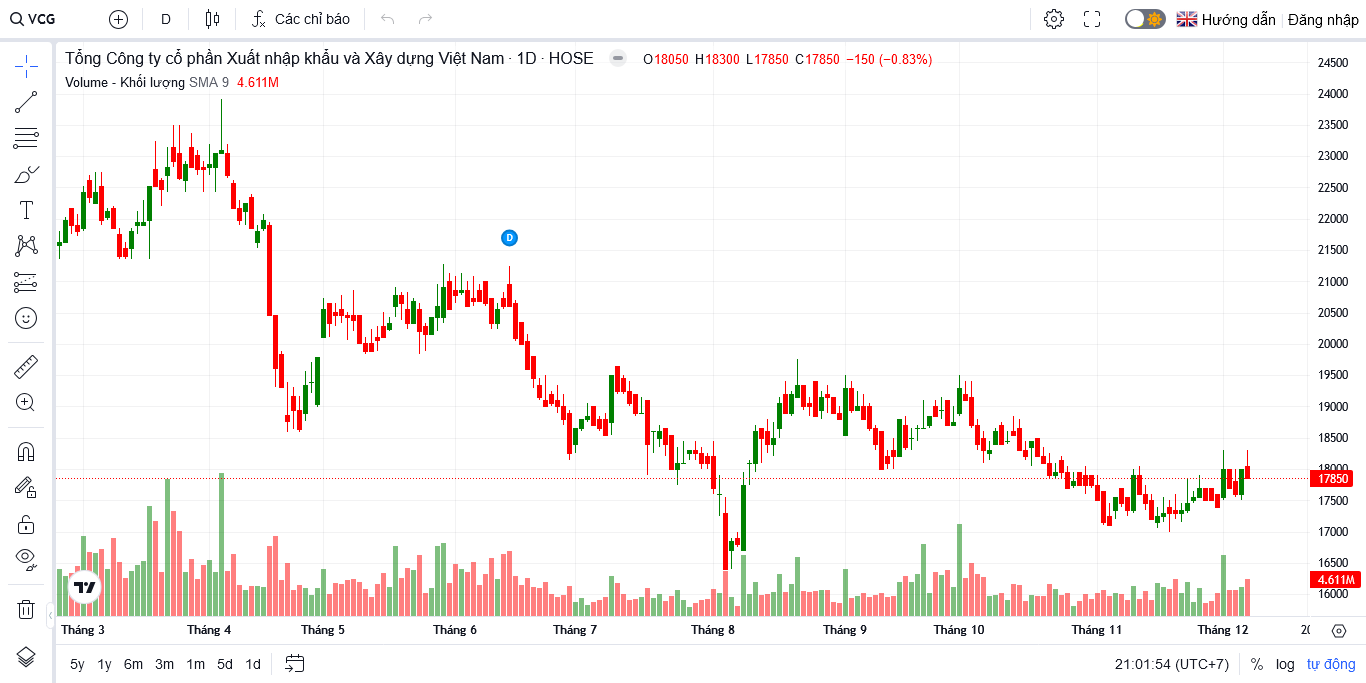 VCG D Các chỉ báo Hướng dẫn Đăng nhập
Tổng Công ty cổ phần Xuất nhập khẩu và Xây dựng Việt Nam · 1D · HOSE O18050 H18300 L17850 C17850 −150 (−0.83%)
Volume - Khối lượng SMA 9 4.611M
D
24500
24000
23500
23000
22500
22000
21500
21000
20500
20000
19500
19000
18500
18000
17850
17500
17000
16500
4.611M
16000
Tháng 3 Tháng 4 Tháng 5 Tháng 6 Tháng 7 Tháng 8 Tháng 9 Tháng 10 Tháng 11 Tháng 12
5y 1y 6m 3m 1m 5d 1d 21:01:54 (UTC+7) % log tự động